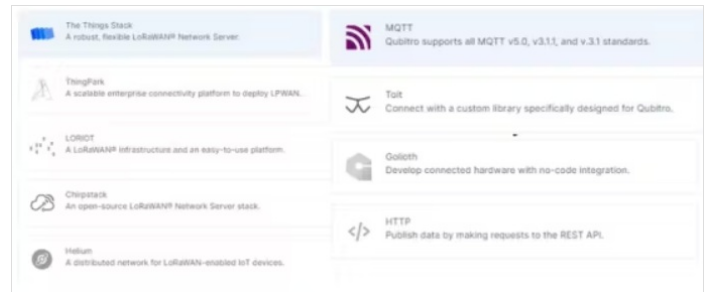 The Things Stack
A robust, flexible LoRaWAN® Network Server.
ThingPark
A scalable enterprise connectivity platform to deploy LPWAN.
LORIOT
A LoRaWAN® infrastructure and an easy-to-use platform.
Chirpstack
An open-source LoRaWAN® Network Server stack.
Helium
A distributed network for LoRaWAN-enabled IoT devices.
MQTT
Qubitro supports all MQTT v5.0, v3.1.1, and v.3.1 standards.
Toit
Connect with a custom library specifically designed for Qubitro.
Golioth
Develop connected hardware with no-code integration.
</> HTTP
Publish data by making requests to the REST API.